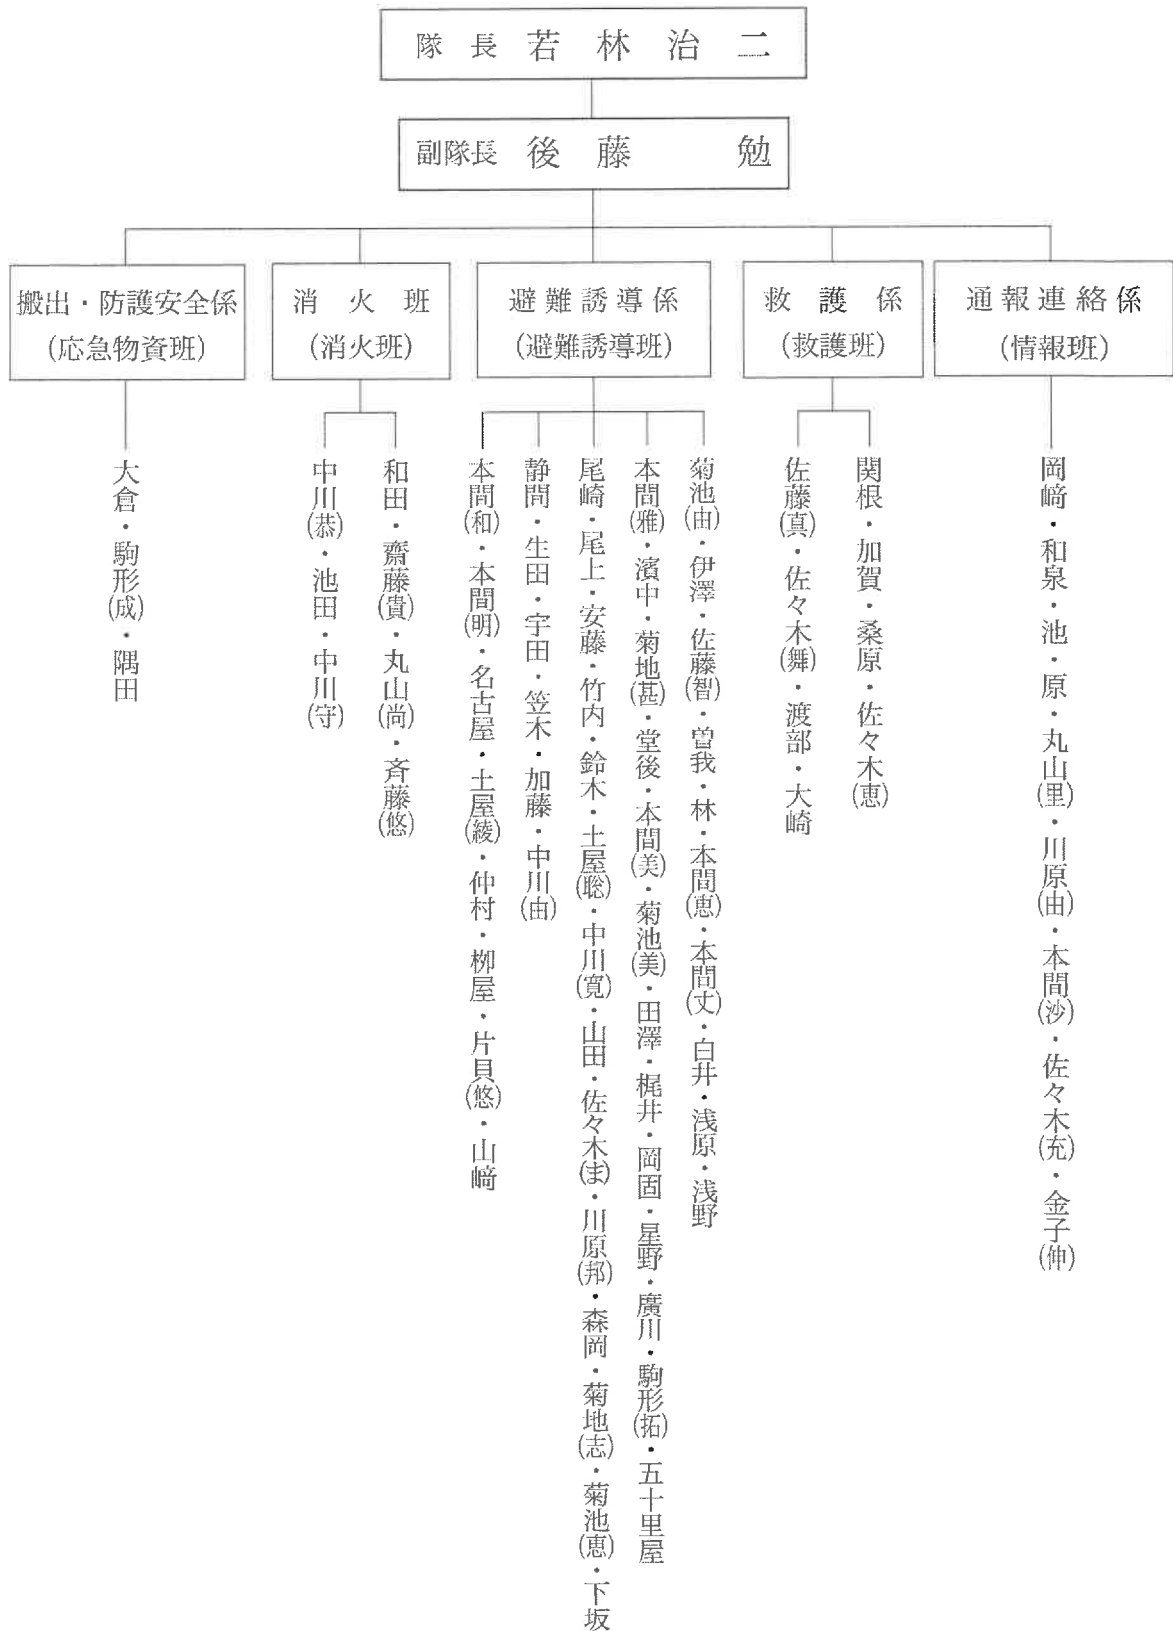 隊長 若林治二
副隊長 後藤 勉
搬出・防護安全係
(応急物資班)
消火班
(消火班)
避難誘導係
(避難誘導班)
救護係
(救護班)
通報連絡係
(情報班)
岡﨑・和泉・池・原・丸山(里)・川原(由)・本間(沙)・佐々木(充)・金子(伸)
関根・加賀・桑原・佐々木(恵)
佐藤(真)・佐々木(舞)・渡部・大崎
菊池(由)・伊澤・佐藤(智)・曽我・林・本間(恵)・本間(丈)・白井・浅原・浅野
本間(雅)・濱中・菊地(甚)・堂後・本間(美)・菊池(美)・田澤・梶井・岡固・星野・廣川・駒形(拓)・五十里屋
尾崎・尾上・安藤・竹内・鈴木・土屋(聡)・中川(寛)・山田・佐々木(ま)・川原(邦)・森岡・菊地(志)・菊池(恵)・下坂
静間・生田・宇田・笠木・加藤・中川(由)
本間(和)・本間(明)・名古屋・土屋(綾)・仲村・柳屋・片貝(悠)・山﨑
和田・齋藤(貴)・丸山(尚)・斉藤(悠)
中川(恭)・池田・中川(守)
大倉・駒形(成)・隅田